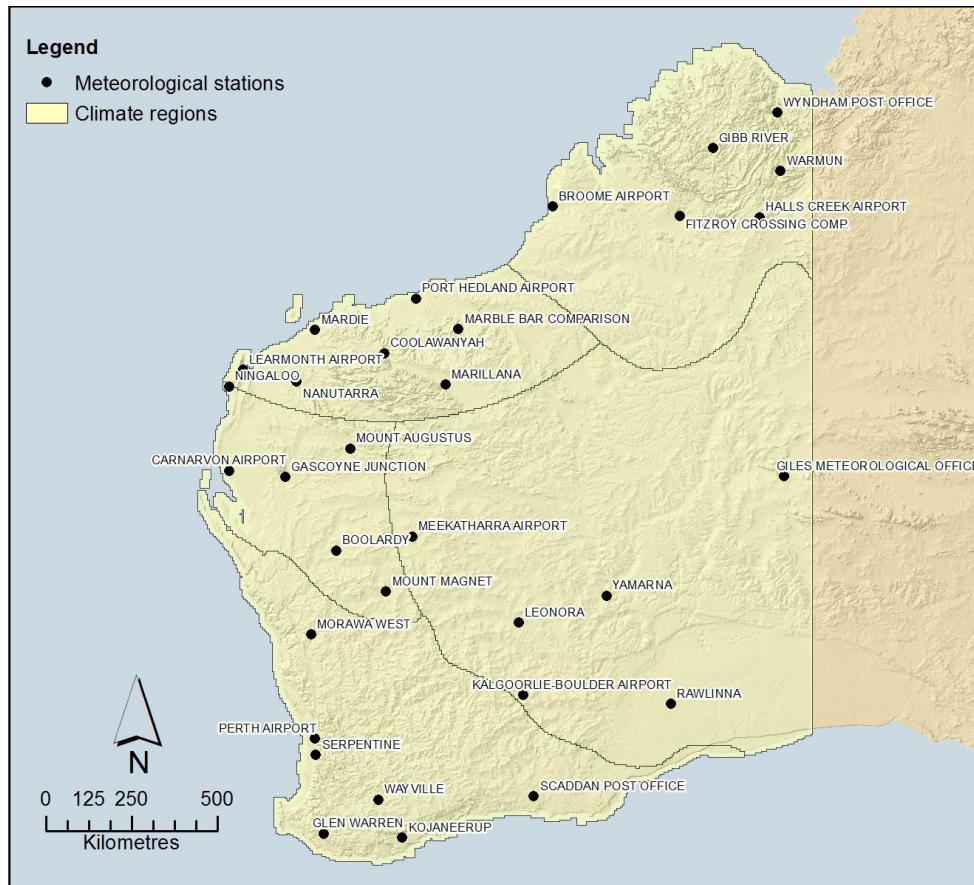 Legend
Meteorological stations
Climate regions
WYNDHAM POST OFFICE
GIBB RIVER
WARMUN
BROOME AIRPORT
HALLS CREEK AIRPORT
FITZROY CROSSING COMP.
PORT HEDLAND AIRPORT
MARDIE
MARBLE BAR COMPARISON
COOLAWANYAH
LEARMONTH AIRPORT
NINGALOO
MARILLANA
NANUTARRA
MOUNT AUGUSTUS
CARNARVON AIRPORT
GASCOYNE JUNCTION
GILES METEOROLOGICAL OFFICE
1
MEEKATHARRA AIRPORT
BOOLARDY
MOUNT MAGNET
YAMARNA
LEONORA
MORAWA WEST
KALGOORLIE-BOULDER AIRPORT
RAWLINNA
PERTH AIRPORT
SERPENTINE
N
WAYVILLE
SCADDAN POST OFFICE
0 125 250 500
GLEN WARREN
KOJANEERUP
Kilometres